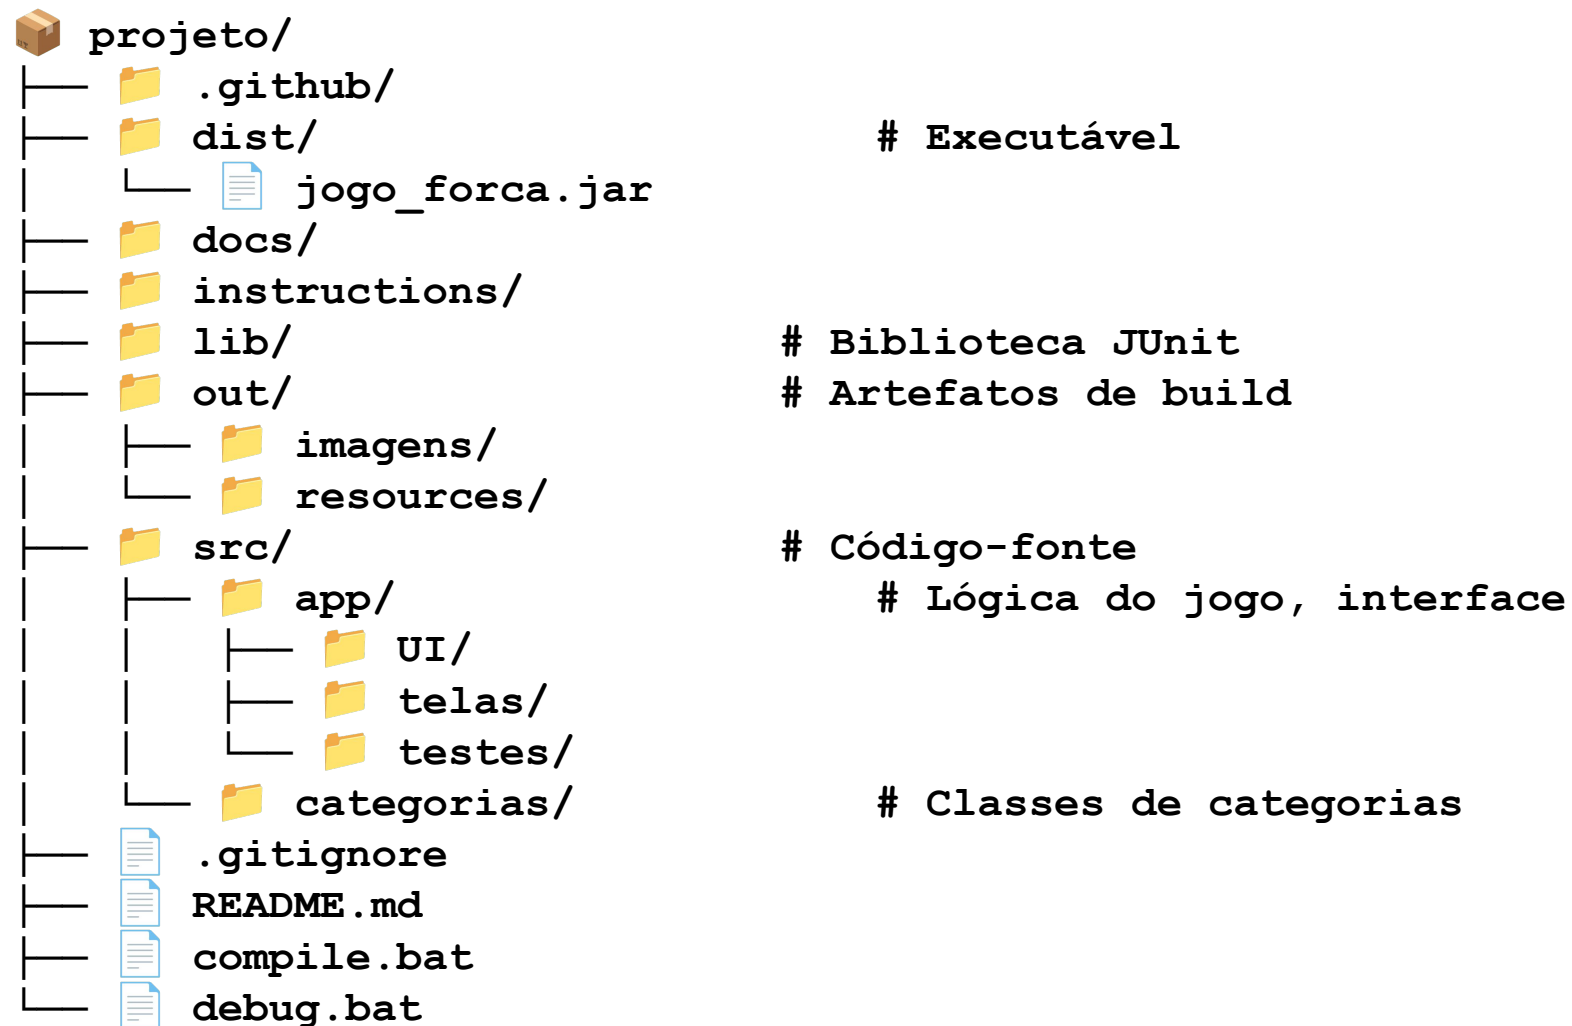 📦 projeto/
├── 📁 .github/
├── 📁 dist/ # Executável
│   └── 📄 jogo_forca.jar
├── 📁 docs/
├── 📁 instructions/
├── 📁 lib/ # Biblioteca JUnit
├── 📁 out/ # Artefatos de build
│   ├── 📁 imagens/
│   └── 📁 resources/
├── 📁 src/ # Código-fonte
│   ├── 📁 app/ # Lógica do jogo, interface
│   │   ├── 📁 UI/
│   │   ├── 📁 telas/
│   │   └── 📁 testes/
│   └── 📁 categorias/ # Classes de categorias
├── 📄 .gitignore
├── 📄 README.md
├── 📄 compile.bat
└── 📄 debug.bat